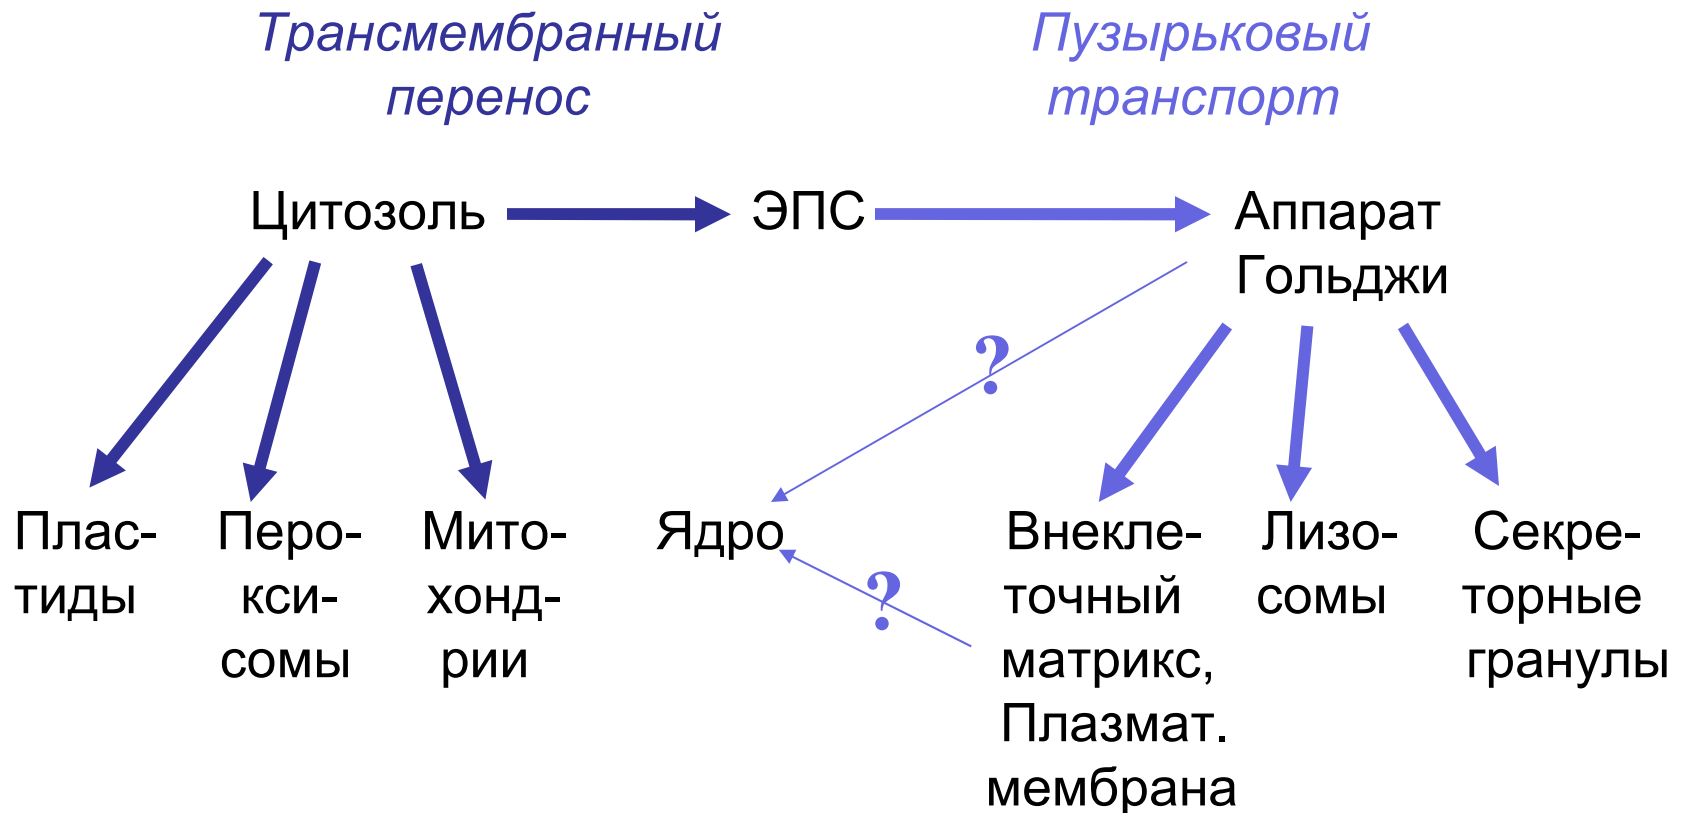 Трансмембранный
перенос
Пузырьковый
транспорт
Цитозоль
ЭПС
Аппарат
Гольджи
?
?
Плас-
тиды
Перо-
кси-
сомы
Мито-
хонд-
рии
Ядро
Внекле-
точный
матрикс,
Плазмат.
мембрана
Лизо-
сомы
Секре-
торные
гранулы